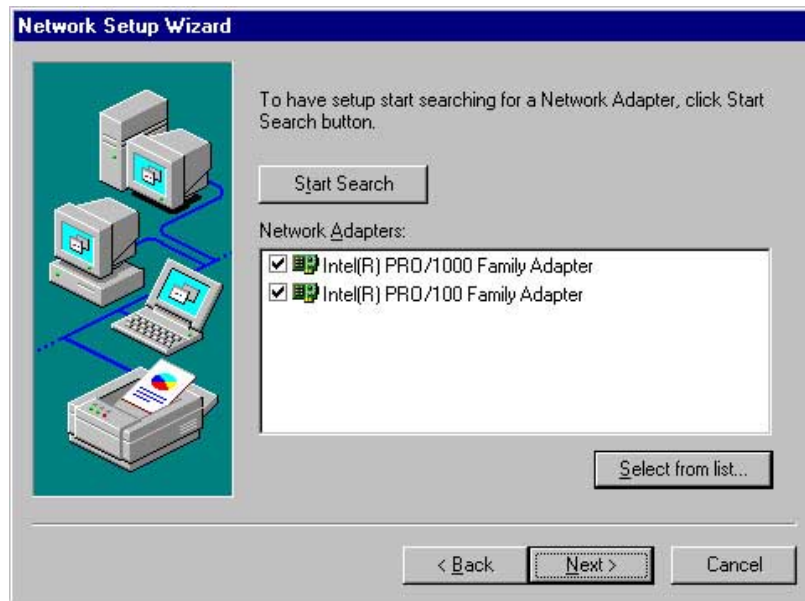 Network Setup Wizard
To have setup start searching for a Network Adapter, click Start
Search button.
Start Search
Network Adapters:
Intel(R) PRO/1000 Family Adapter
Intel(R) PRO/100 Family Adapter
Select from list...
< Back
Next >
Cancel